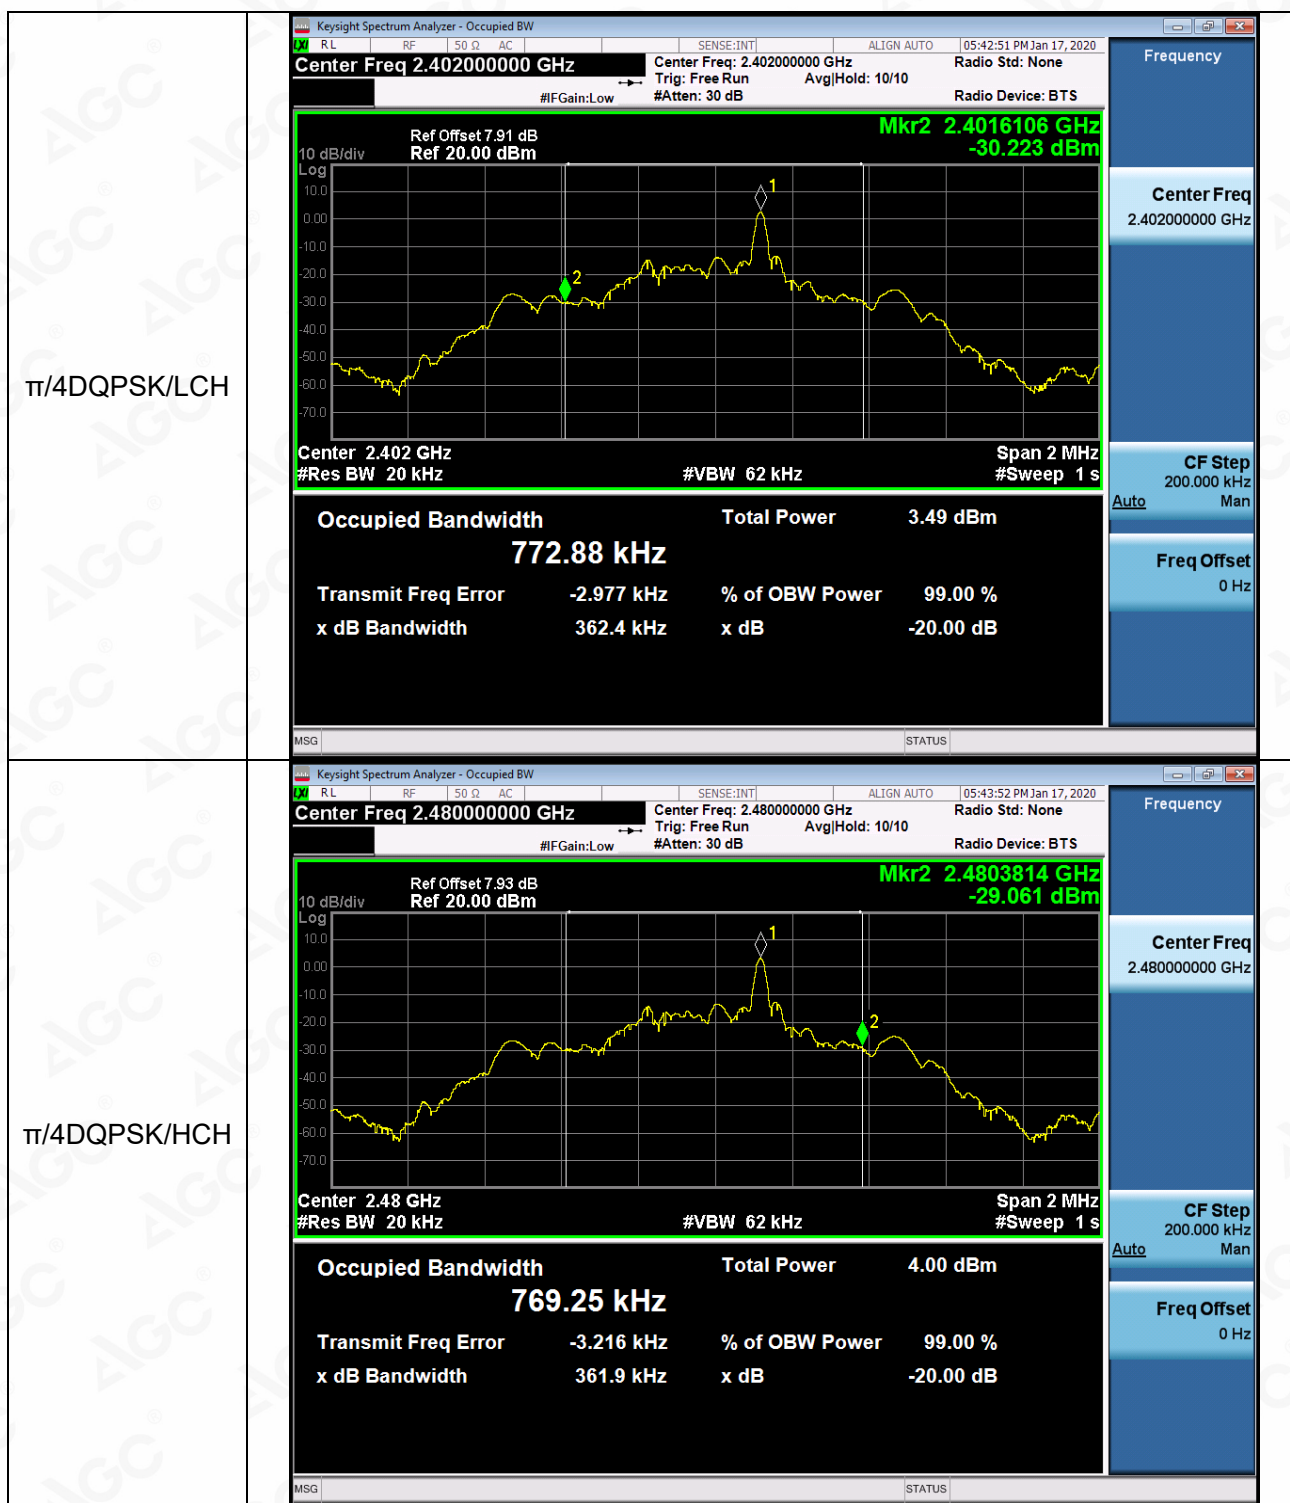 π/4DQPSK/LCH
Keysight Spectrum Analyzer - Occupied BW
LXI RL RF 50 Ω AC SENSE:INT ALIGN AUTO 05:42:51 PM Jan 17, 2020
Center Freq 2.402000000 GHz
Center Freq: 2.402000000 GHz Radio Std: None
Trig: Free Run Avg|Hold: 10/10
#IFGain:Low #Atten: 30 dB Radio Device: BTS
Frequency
Mkr2 2.4016106 GHz
-30.223 dBm
Ref Offset 7.91 dB
10 dB/div Ref 20.00 dBm
Log
10.0
0.00
-10.0
-20.0
-30.0
-40.0
-50.0
-60.0
-70.0
1
2
Center 2.402 GHz Span 2 MHz
#Res BW 20 kHz #VBW 62 kHz #Sweep 1 s
Center Freq
2.402000000 GHz
CF Step
200.000 kHz
Auto Man
Freq Offset
0 Hz
Occupied Bandwidth Total Power 3.49 dBm
772.88 kHz
Transmit Freq Error -2.977 kHz % of OBW Power 99.00 %
x dB Bandwidth 362.4 kHz x dB -20.00 dB
MSG STATUS
π/4DQPSK/HCH
Keysight Spectrum Analyzer - Occupied BW
LXI RL RF 50 Ω AC SENSE:INT ALIGN AUTO 05:43:52 PM Jan 17, 2020
Center Freq 2.480000000 GHz
Center Freq: 2.480000000 GHz Radio Std: None
Trig: Free Run Avg|Hold: 10/10
#IFGain:Low #Atten: 30 dB Radio Device: BTS
Frequency
Mkr2 2.4803814 GHz
-29.061 dBm
Ref Offset 7.93 dB
10 dB/div Ref 20.00 dBm
Log
10.0
0.00
-10.0
-20.0
-30.0
-40.0
-50.0
-60.0
-70.0
1
2
Center 2.48 GHz Span 2 MHz
#Res BW 20 kHz #VBW 62 kHz #Sweep 1 s
Center Freq
2.480000000 GHz
CF Step
200.000 kHz
Auto Man
Freq Offset
0 Hz
Occupied Bandwidth Total Power 4.00 dBm
769.25 kHz
Transmit Freq Error -3.216 kHz % of OBW Power 99.00 %
x dB Bandwidth 361.9 kHz x dB -20.00 dB
MSG STATUS